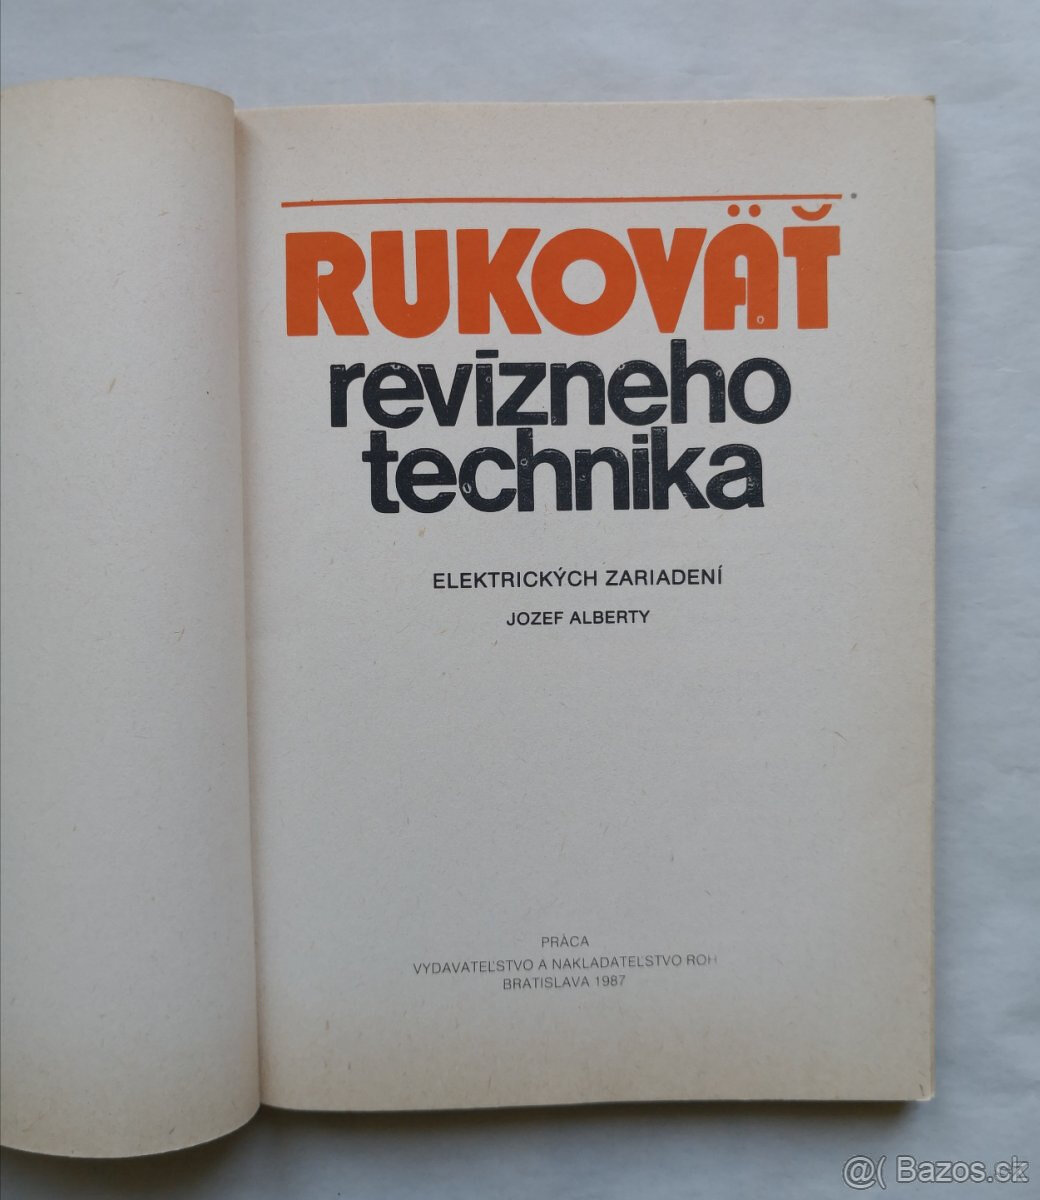 RUKOVÄŤ
revízneho
technika
ELEKTRICKÝCH ZARIADENÍ
JOZEF ALBERTY
PRÁCA
VYDAVATEĽSTVO A NAKLADATEĽSTVO ROH
BRATISLAVA 1987
@( Bazos.sk